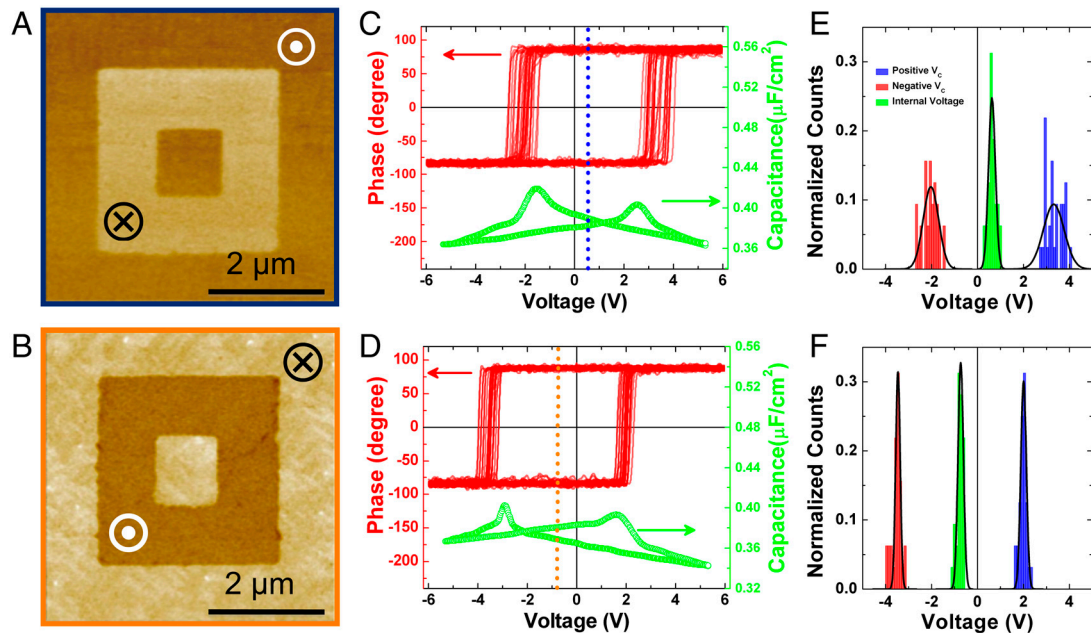 A
2 μm
B
2 μm
C
Phase (degree)
100
50
0
-50
-100
-150
-200
-6 -4 -2 0 2 4 6
Voltage (V)
0.56
0.52
0.48
0.44
0.40
0.36
0.32
Capacitance(μF/cm²)
D
Phase (degree)
100
50
0
-50
-100
-150
-200
-6 -4 -2 0 2 4 6
Voltage (V)
0.56
0.52
0.48
0.44
0.40
0.36
0.32
Capacitance(μF/cm²)
E
Normalized Counts
0.3
0.2
0.1
0.0
Positive Vc
Negative Vc
Internal Voltage
-4 -2 0 2 4
Voltage (V)
F
Normalized Counts
0.3
0.2
0.1
0.0
-4 -2 0 2 4
Voltage (V)